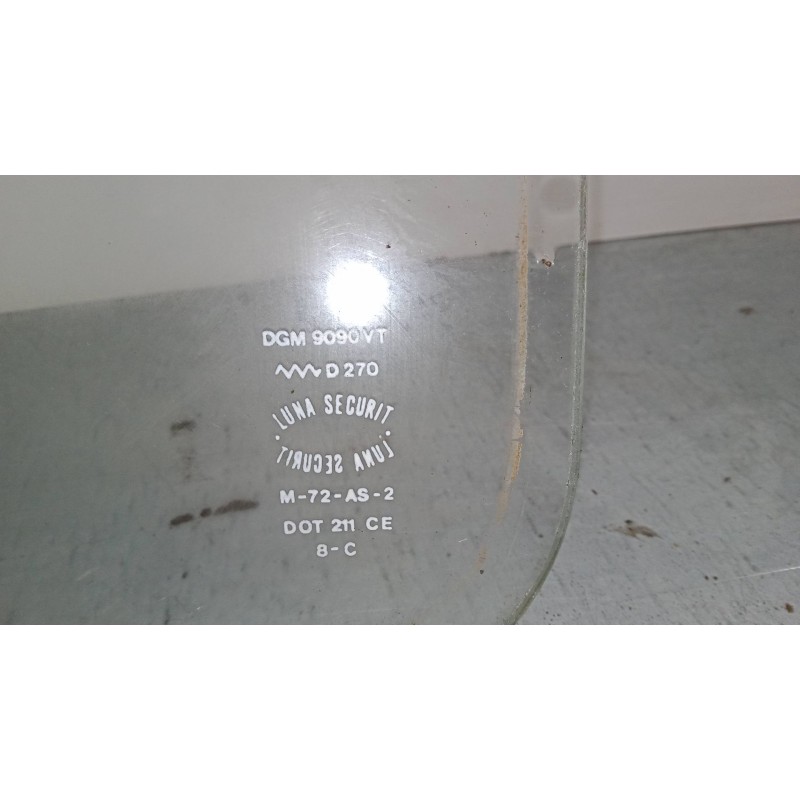 DGM 9090VT
D 270
LUNA SECURIT
LUNA SECURIT
M-72-AS-2
DOT 211 CE
8-C